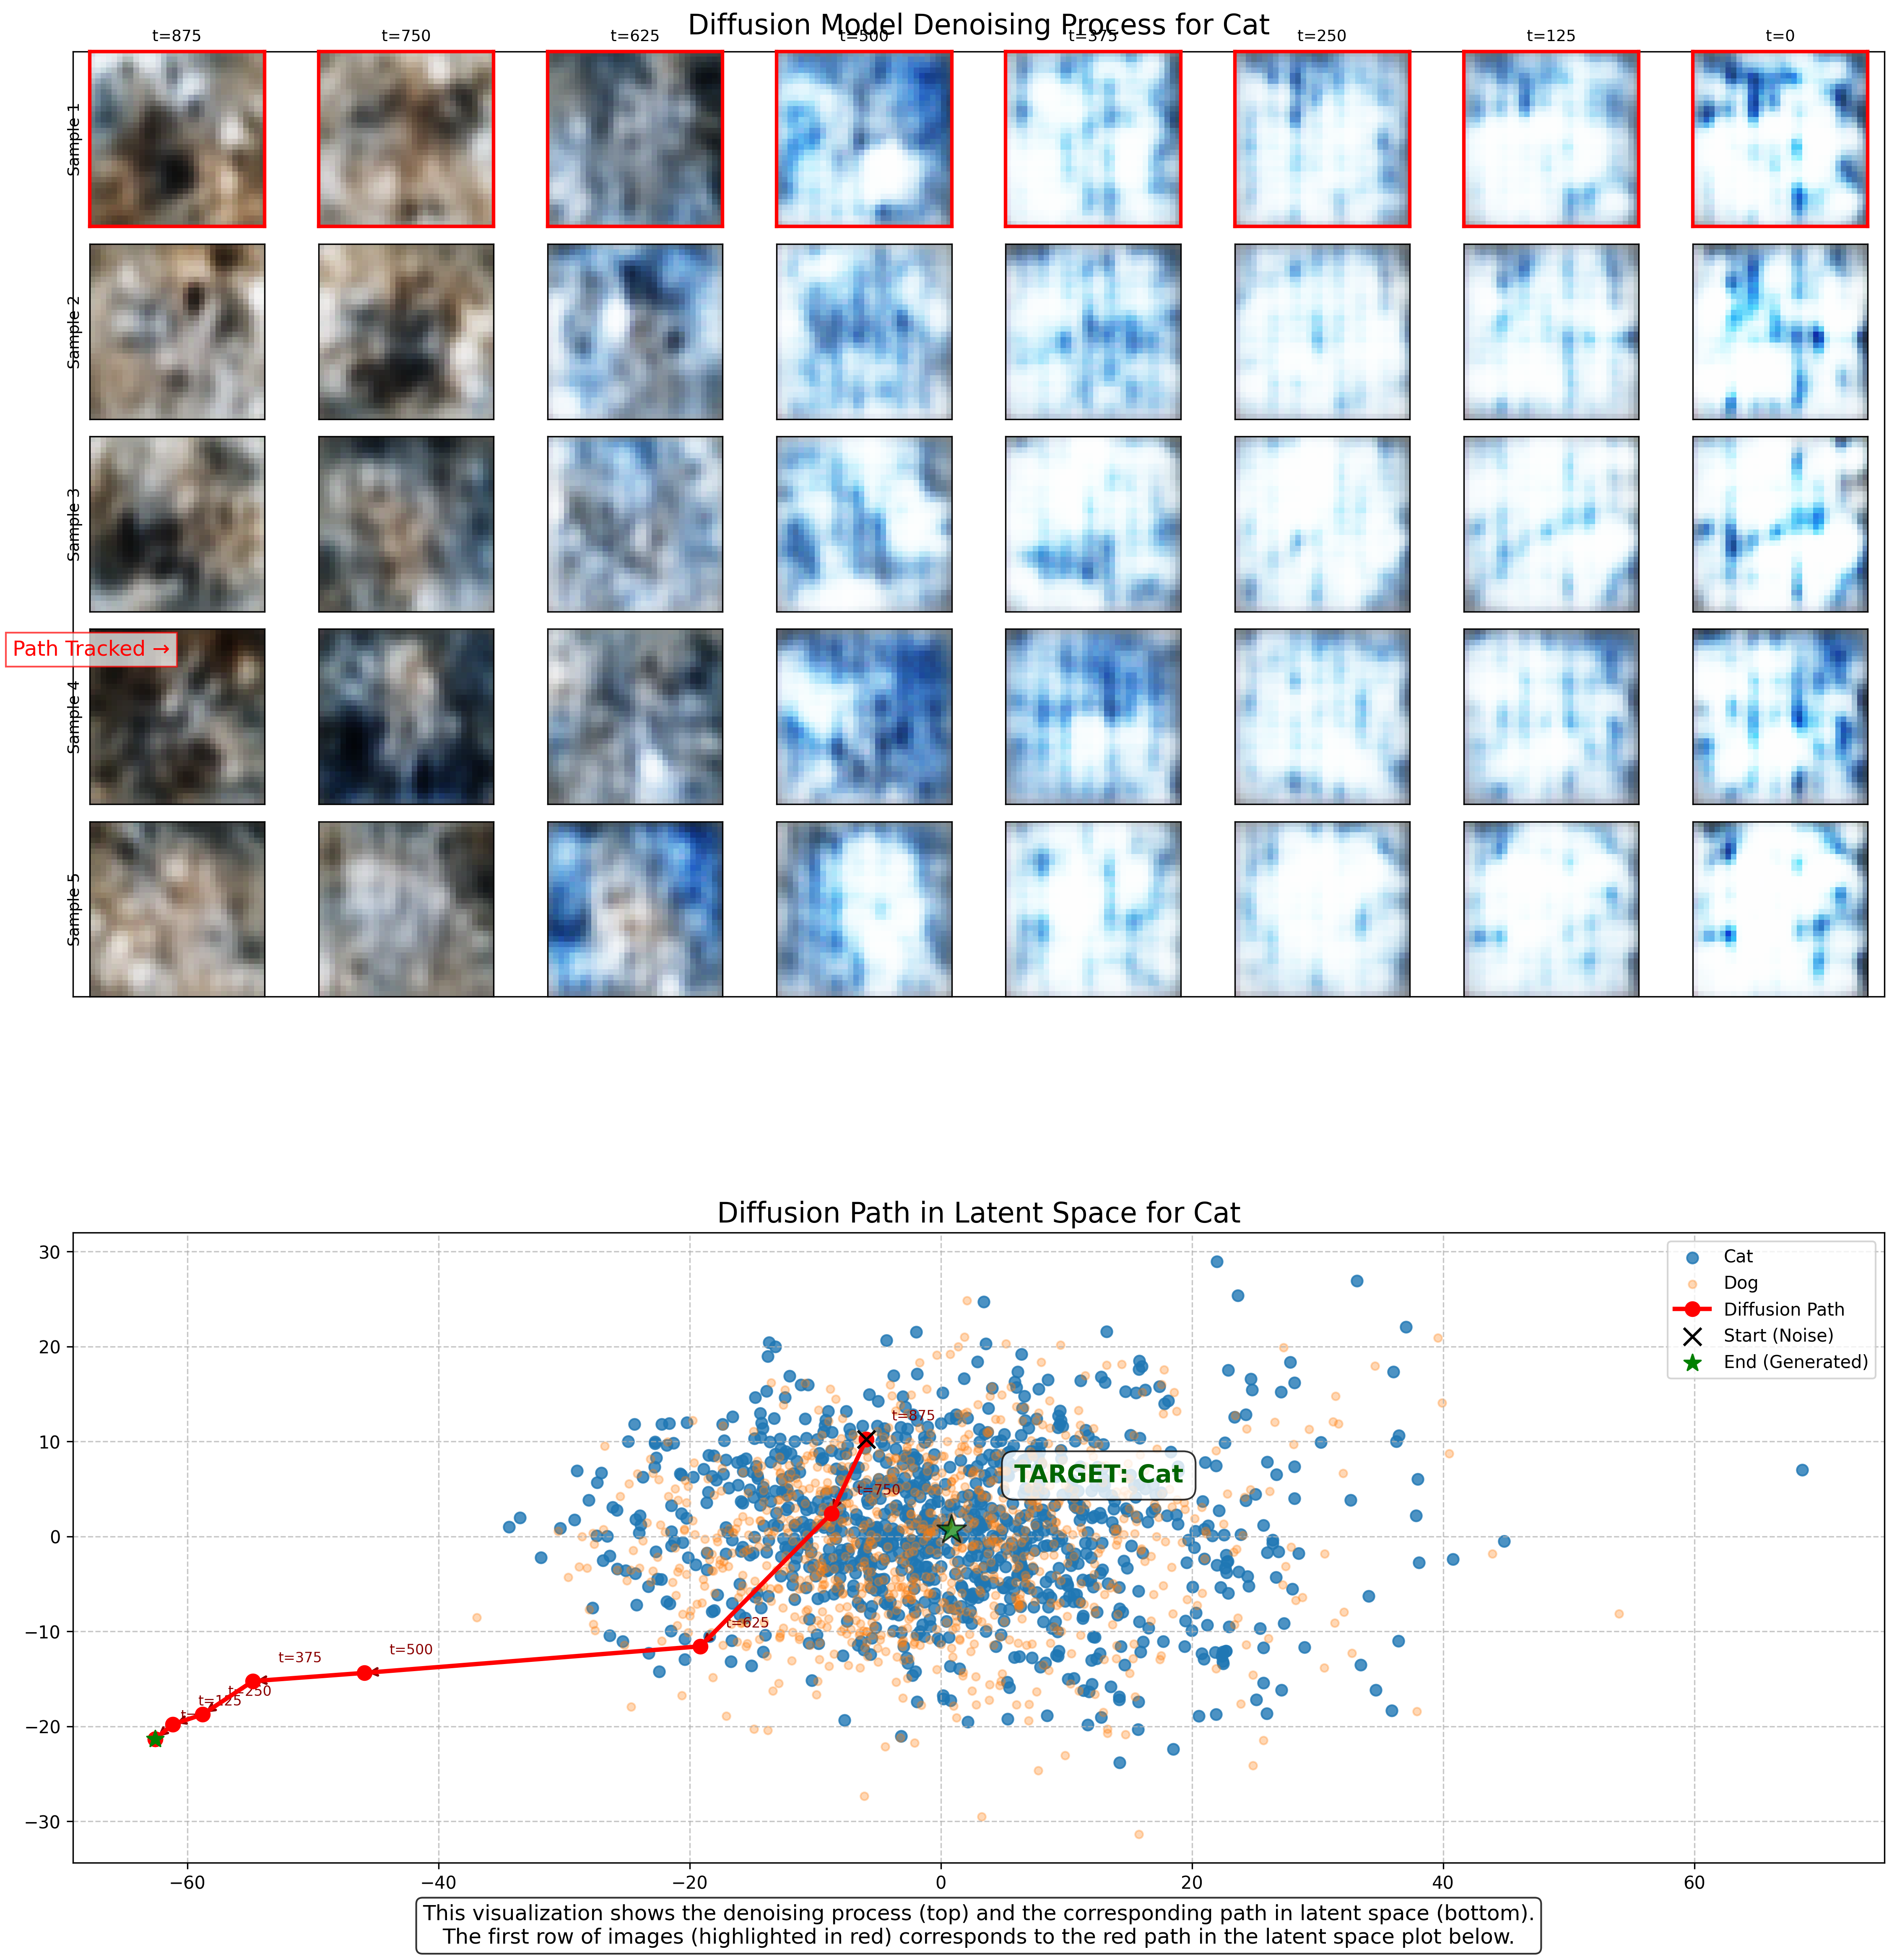 Diffusion Model Denoising Process for Cat
t=875 t=750 t=625 t=500 t=375 t=250 t=125 t=0
Sample 1
Sample 2
Sample 3
Path Tracked →
Sample 4
Sample 5
Diffusion Path in Latent Space for Cat
30
20
10
0
−10
−20
−30
Cat
Dog
Diffusion Path
Start (Noise)
End (Generated)
t=875
TARGET: Cat
t=750
t=625
t=500
t=375
t=250
t=125
−60 −40 −20 0 20 40 60
This visualization shows the denoising process (top) and the corresponding path in latent space (bottom).
The first row of images (highlighted in red) corresponds to the red path in the latent space plot below.